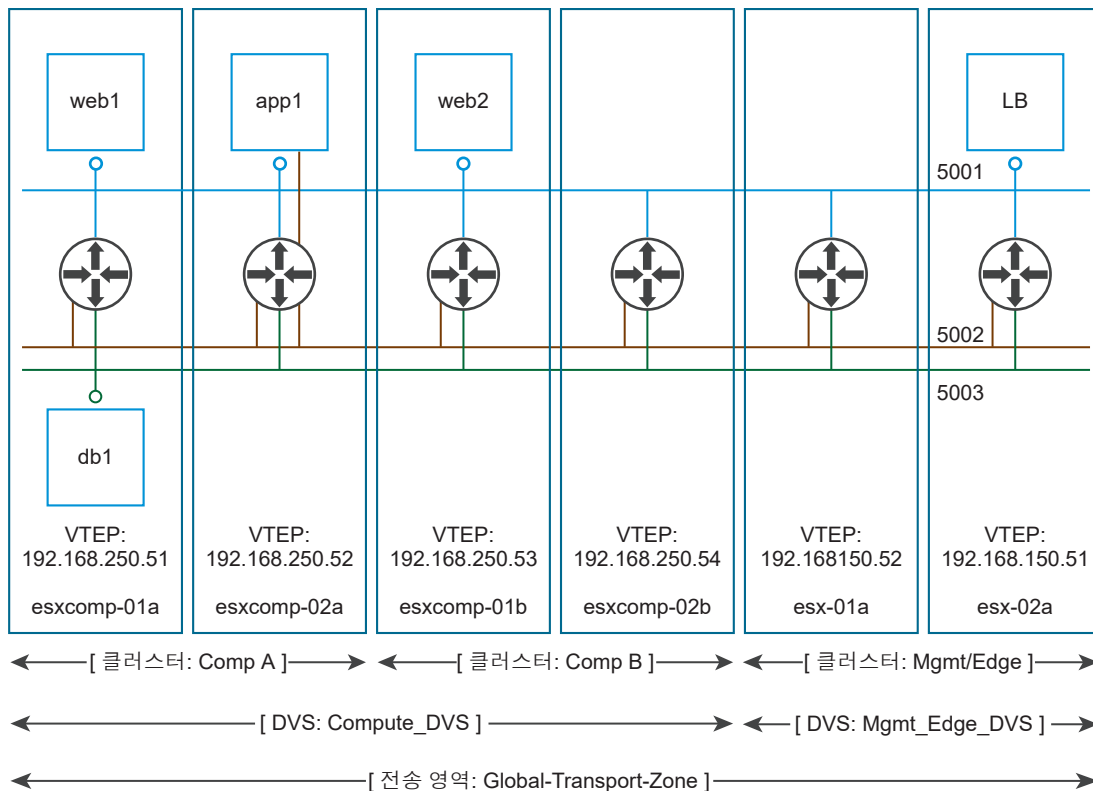 web1
app1
web2
LB
5001
5002
5003
db1
VTEP:
192.168.250.51
esxcomp-01a
VTEP:
192.168.250.52
esxcomp-02a
VTEP:
192.168.250.53
esxcomp-01b
VTEP:
192.168.250.54
esxcomp-02b
VTEP:
192.168150.52
esx-01a
VTEP:
192.168.150.51
esx-02a
[ 클러스터: Comp A ]
[ 클러스터: Comp B ]
[ 클러스터: Mgmt/Edge ]
[ DVS: Compute_DVS ]
[ DVS: Mgmt_Edge_DVS ]
[ 전송 영역: Global-Transport-Zone ]